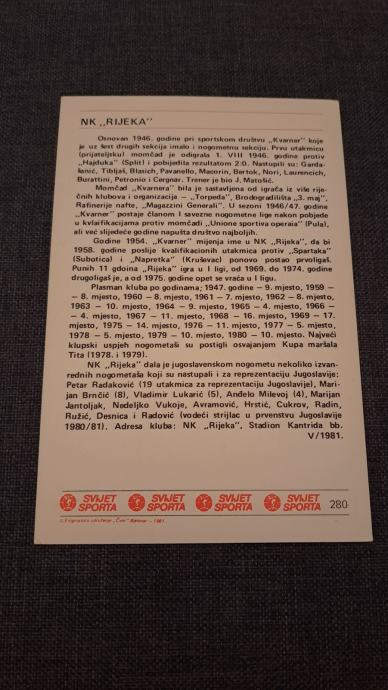 NK „RIJEKA"
Osnovan 1946. godine pri sportskom društvu „Kvarner" koje
je uz šest drugih sekcija imalo i nogometnu sekciju. Prvu utakmicu
(prijateljsku) momčad je odigrala 1. VIII 1946. godine protiv
„Hajduka" (Split) i pobijedila rezultatom 2:0. Nastupili su: Garda-
šanić, Tibljaš, Blasich, Pavanello, Macorin, Bertok, Nori, Laurencich,
Burattini, Petronio i Cergnar. Trener je bio J. Matošić.
Momčad „Kvarnera" bila je sastavljena od igrača iz više rije-
čnih klubova i organizacija — „Torpeda", Brodogradilišta „3. maj",
Rafinerije nafte, „Magazzini Generali". U sezoni 1946/47. godine
„Kvarner" postaje članom I savezne nogometne lige nakon pobjede
u kvlaifikacijama protiv momčadi „Unione sportiva operaia" (Pula),
ali već slijedeće godine napušta društvo najboljih.
Godine 1954. „Kvarner" mijenja ime u NK „Rijeka", da bi
1958. godine poslije kvalifikacionih utakmica protiv „Spartaka"
(Subotica) i „Napretka" (Kruševac) ponovo postao prvoligaš.
Punih 11 gdoina „Rijeka" igra u I ligi, od 1969. do 1974. godine
drugoligaš je, a od 1975. godine opet se vraća u I ligu.
Plasman kluba po godinama; 1947. godine — 9. mjesto, 1959 —
— 8. mjesto, 1960 — 8. mjesto, 1961 — 7. mjesto, 1962 — 8. mjesto,
1963 — 10. mjesto, 1964 — 9. mjesto, 1965 — 4. mjesto, 1966 —
— 4. mjesto, 1967 — 11. mjesto, 1968 — 16. mjesto, 1969 — 17.
mjesto, 1975 — 14. mjesto, 1976 — 11. mjesto, 1977 — 5. mjesto,
1978 — 5. mjesto, 1979 — 10. mjesto, 1980 — 10. mjesto. Najveći
klupski uspjeh nogometaši su postigli osvajanjem Kupa maršala
Tita (1978. i 1979).
NK „Rijeka" dala je jugoslavenskom nogometu nekoliko izvan-
rednih nogometaša koji su nastupali i za reprezentaciju Jugoslavije:
Petar Radaković (19 utakmica za reprezentaciju Jugoslavije), Mari-
jan Brnčić (8), Vladimir Lukarić (5), Anđelo Milevoj (4), Marijan
Jantoljak, Nedeljko Vukoje, Avramović, Hrstić, Cukrov, Radin,
Ružić, Desnica i Radović (vodeći strijlac u prvenstvu Jugoslavije
1980/81). Adresa kluba: NK „Rijeka", Stadion Kantrida bb.
V/1981.
SVIJET SPORTA SVIJET SPORTA SVIJET SPORTA SVIJET SPORTA 280